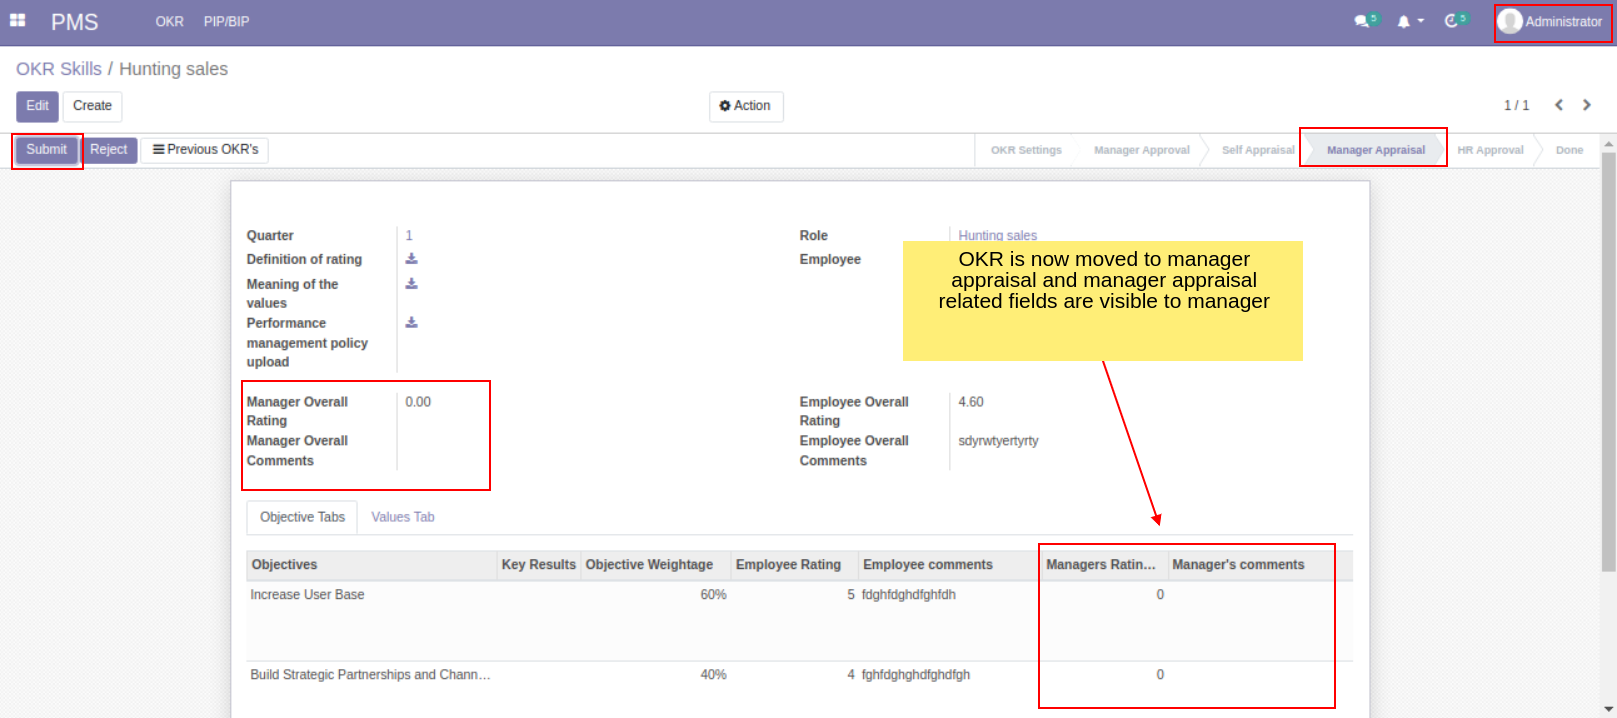 PMS OKR PIP/BIP 5 5 Administrator
OKR Skills / Hunting sales
Edit Create Action 1 / 1
Submit Reject Previous OKR's OKR Settings Manager Approval Self Appraisal Manager Appraisal HR Approval Done
Quarter 1 Role Hunting sales
Definition of rating Employee
Meaning of the
values
Performance
management policy
upload
OKR is now moved to manager
appraisal and manager appraisal
related fields are visible to manager
Manager Overall 0.00 Employee Overall 4.60
Rating Rating
Manager Overall Employee Overall sdyrwtyertyrty
Comments Comments
Objective Tabs Values Tab
Objectives Key Results Objective Weightage Employee Rating Employee comments Managers Ratin... Manager's comments
Increase User Base 60% 5 fdghfdghdfghfdh 0
Build Strategic Partnerships and Chann... 40% 4 fghfdghghdfghdfgh 0